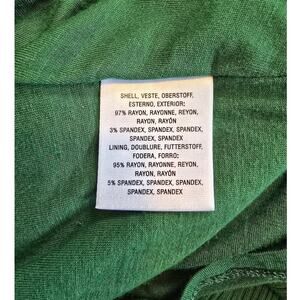 SHELL, VESTE, OBERSTOFF,
ESTERNO, EXTERIOR:
97% RAYON, RAYONNE, REYON,
RAYON, RAYÓN
3% SPANDEX, SPANDEX, SPANDEX,
SPANDEX, SPANDEX
LINING, DOUBLURE, FUTTERSTOFF,
FODERA, FORRO:
95% RAYON, RAYONNE, REYON,
RAYON, RAYÓN
5% SPANDEX, SPANDEX, SPANDEX,
SPANDEX, SPANDEX